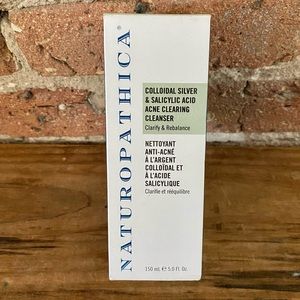 NATUROPATHICA®
COLLOIDAL SILVER
& SALICYLIC ACID
ACNE CLEARING
CLEANSER
Clarify & Rebalance
NETTOYANT
ANTI-ACNÉ
À L'ARGENT
COLLOÏDAL ET
À L'ACIDE
SALICYLIQUE
Clarifie et rééquilibre
150 mL ℮ 5.0 fl. Oz.